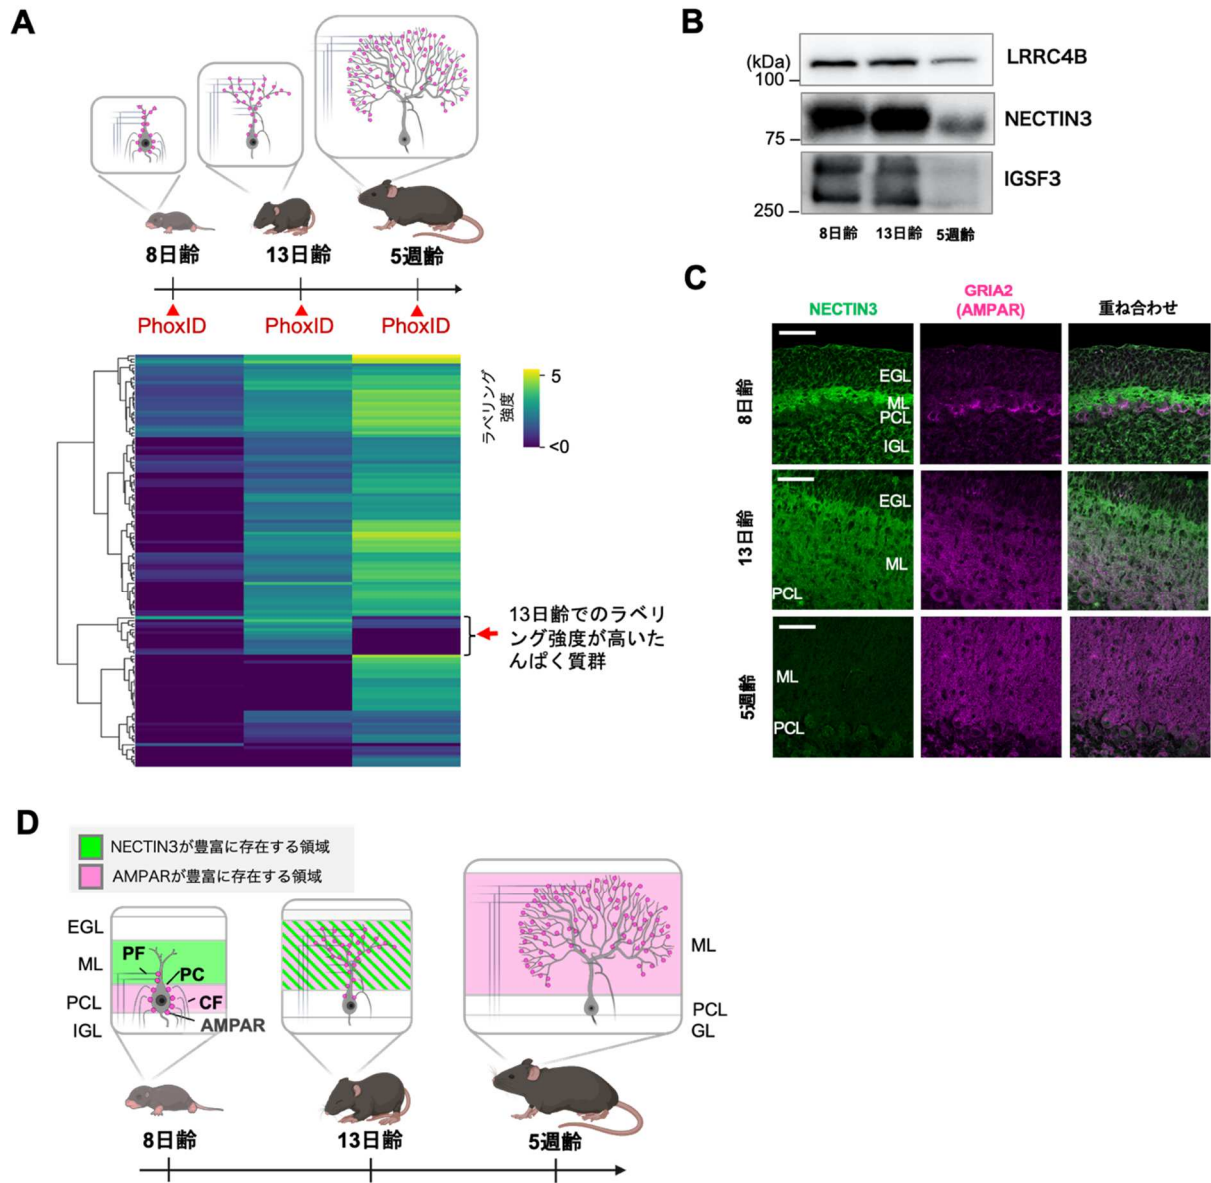 A
8日齢
13日齢
5週齢
PhoxID
PhoxID
PhoxID
ラベリング
強度
5
<0
13日齢でのラベリ
ング強度が高いた
んぱく質群
B
(kDa)
100
75
250
LRRC4B
NECTIN3
IGSF3
8日齢
13日齢
5週齢
C
NECTIN3
GRIA2
(AMPAR)
重ね合わせ
8日齢
EGL
ML
PCL
IGL
13日齢
EGL
ML
PCL
5週齢
ML
PCL
D
NECTIN3が豊富に存在する領域
AMPARが豊富に存在する領域
EGL
ML
PCL
IGL
PF
PC
CF
AMPAR
ML
PCL
GL
8日齢
13日齢
5週齢